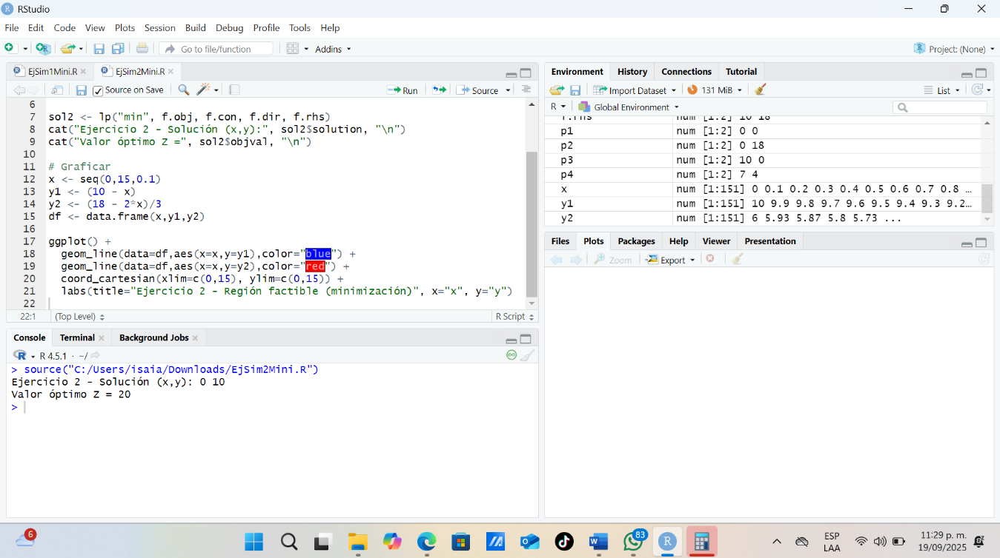 RStudio
File Edit Code View Plots Session Build Debug Profile Tools Help
Go to file/function Addins Project: (None)
EjSim1Mini.R EjSim2Mini.R
Source on Save Run Source
6
7 sol2 <- lp("min", f.obj, f.con, f.dir, f.rhs)
8 cat("Ejercicio 2 - Solución (x,y):", sol2$solution, "\n")
9 cat("Valor óptimo Z =", sol2$objval, "\n")
10
11 # Graficar
12 x <- seq(0,15,0.1)
13 y1 <- (10 - x)
14 y2 <- (18 - 2*x)/3
15 df <- data.frame(x,y1,y2)
16
17 ggplot() +
18 geom_line(data=df,aes(x=x,y=y1),color="blue") +
19 geom_line(data=df,aes(x=x,y=y2),color="red") +
20 coord_cartesian(xlim=c(0,15), ylim=c(0,15)) +
21 labs(title="Ejercicio 2 - Región factible (minimización)", x="x", y="y")
22
22:1 (Top Level) R Script
Console Terminal Background Jobs
R R 4.5.1 · ~/
> source("C:/Users/isaia/Downloads/EjSim2Mini.R")
Ejercicio 2 - Solución (x,y): 0 10
Valor óptimo Z = 20
>
Environment History Connections Tutorial
Import Dataset 131 MiB List
R Global Environment
f.rhs num [1:2] 10 18
p1 num [1:2] 0 0
p2 num [1:2] 0 18
p3 num [1:2] 10 0
p4 num [1:2] 7 4
x num [1:151] 0 0.1 0.2 0.3 0.4 0.5 0.6 0.7 0.8 ...
y1 num [1:151] 10 9.9 9.8 9.7 9.6 9.5 9.4 9.3 9.2...
y2 num [1:151] 6 5.93 5.87 5.8 5.73 ...
Files Plots Packages Help Viewer Presentation
Zoom Export
6
83
ESP
LAA
11:29 p. m.
19/09/2025